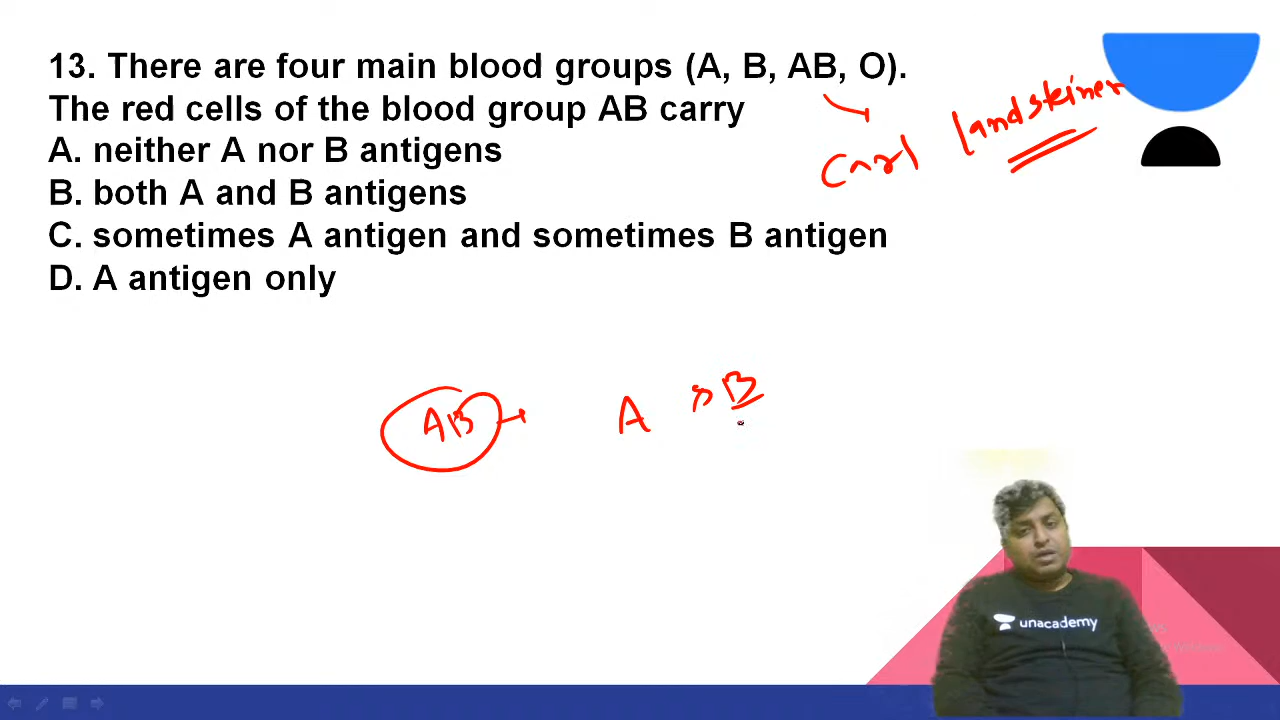 13. There are four main blood groups (A, B, AB, O).
The red cells of the blood group AB carry
A. neither A nor B antigens
B. both A and B antigens
C. sometimes A antigen and sometimes B antigen
D. A antigen only
Carl Landsteiner
AB A B
unacademy